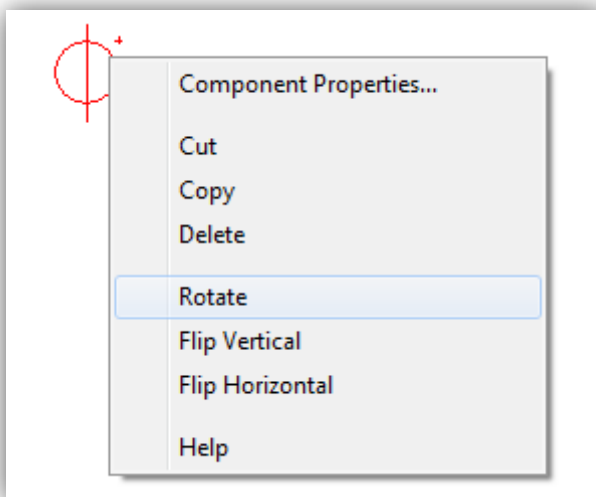 Component Properties...
Cut
Copy
Delete
Rotate
Flip Vertical
Flip Horizontal
Help